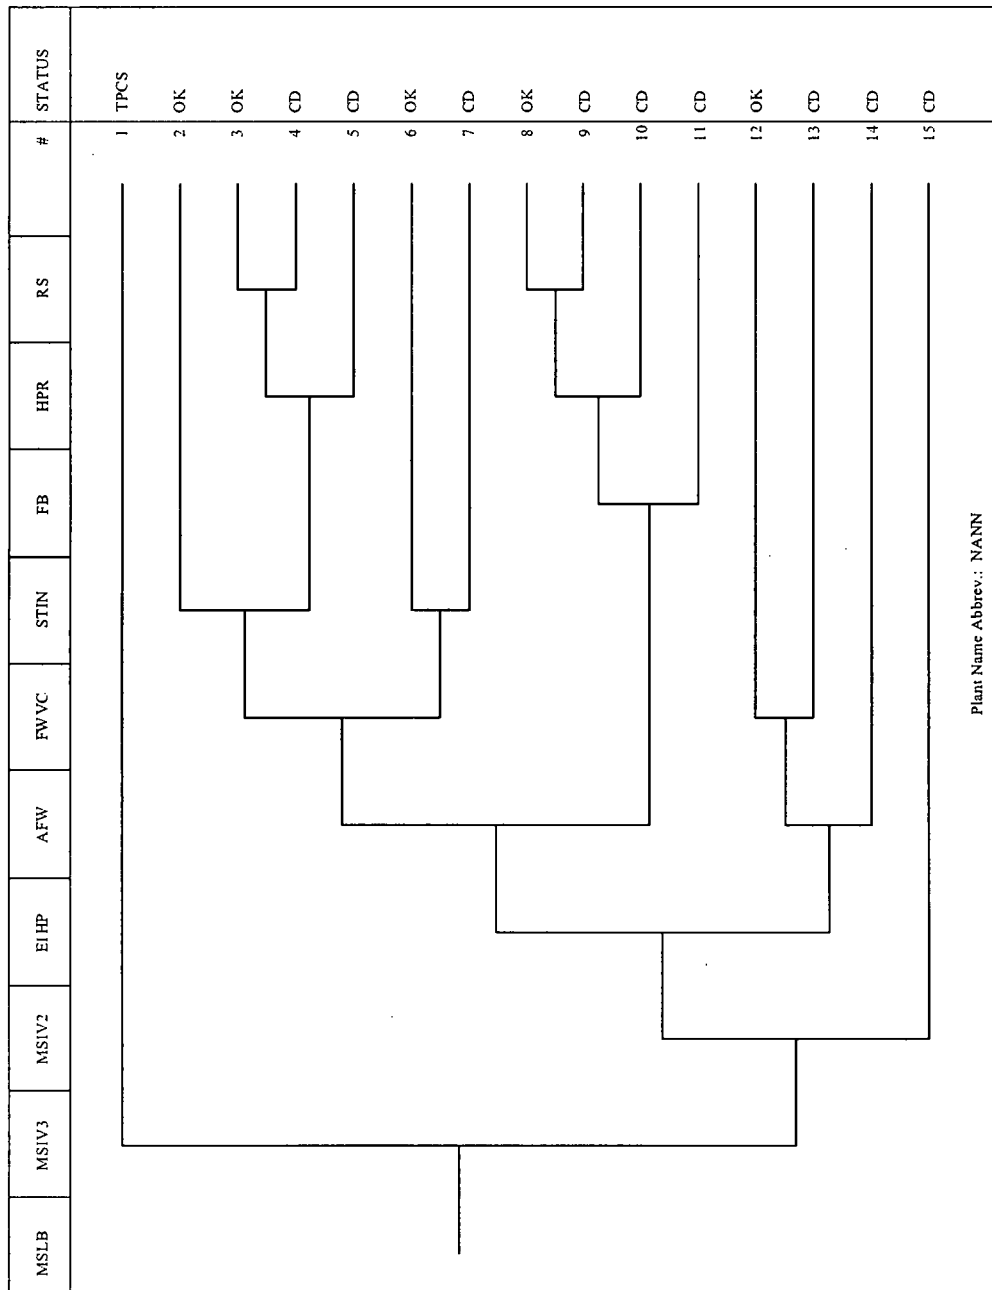 MSLB MSIV3 MSIV2 EIHP AFW FWVC STIN FB HPR RS # STATUS
1 TPCS
2 OK
3 OK
4 CD
5 CD
6 OK
7 CD
8 OK
9 CD
10 CD
11 CD
12 OK
13 CD
14 CD
15 CD
Plant Name Abbrev.: NANN